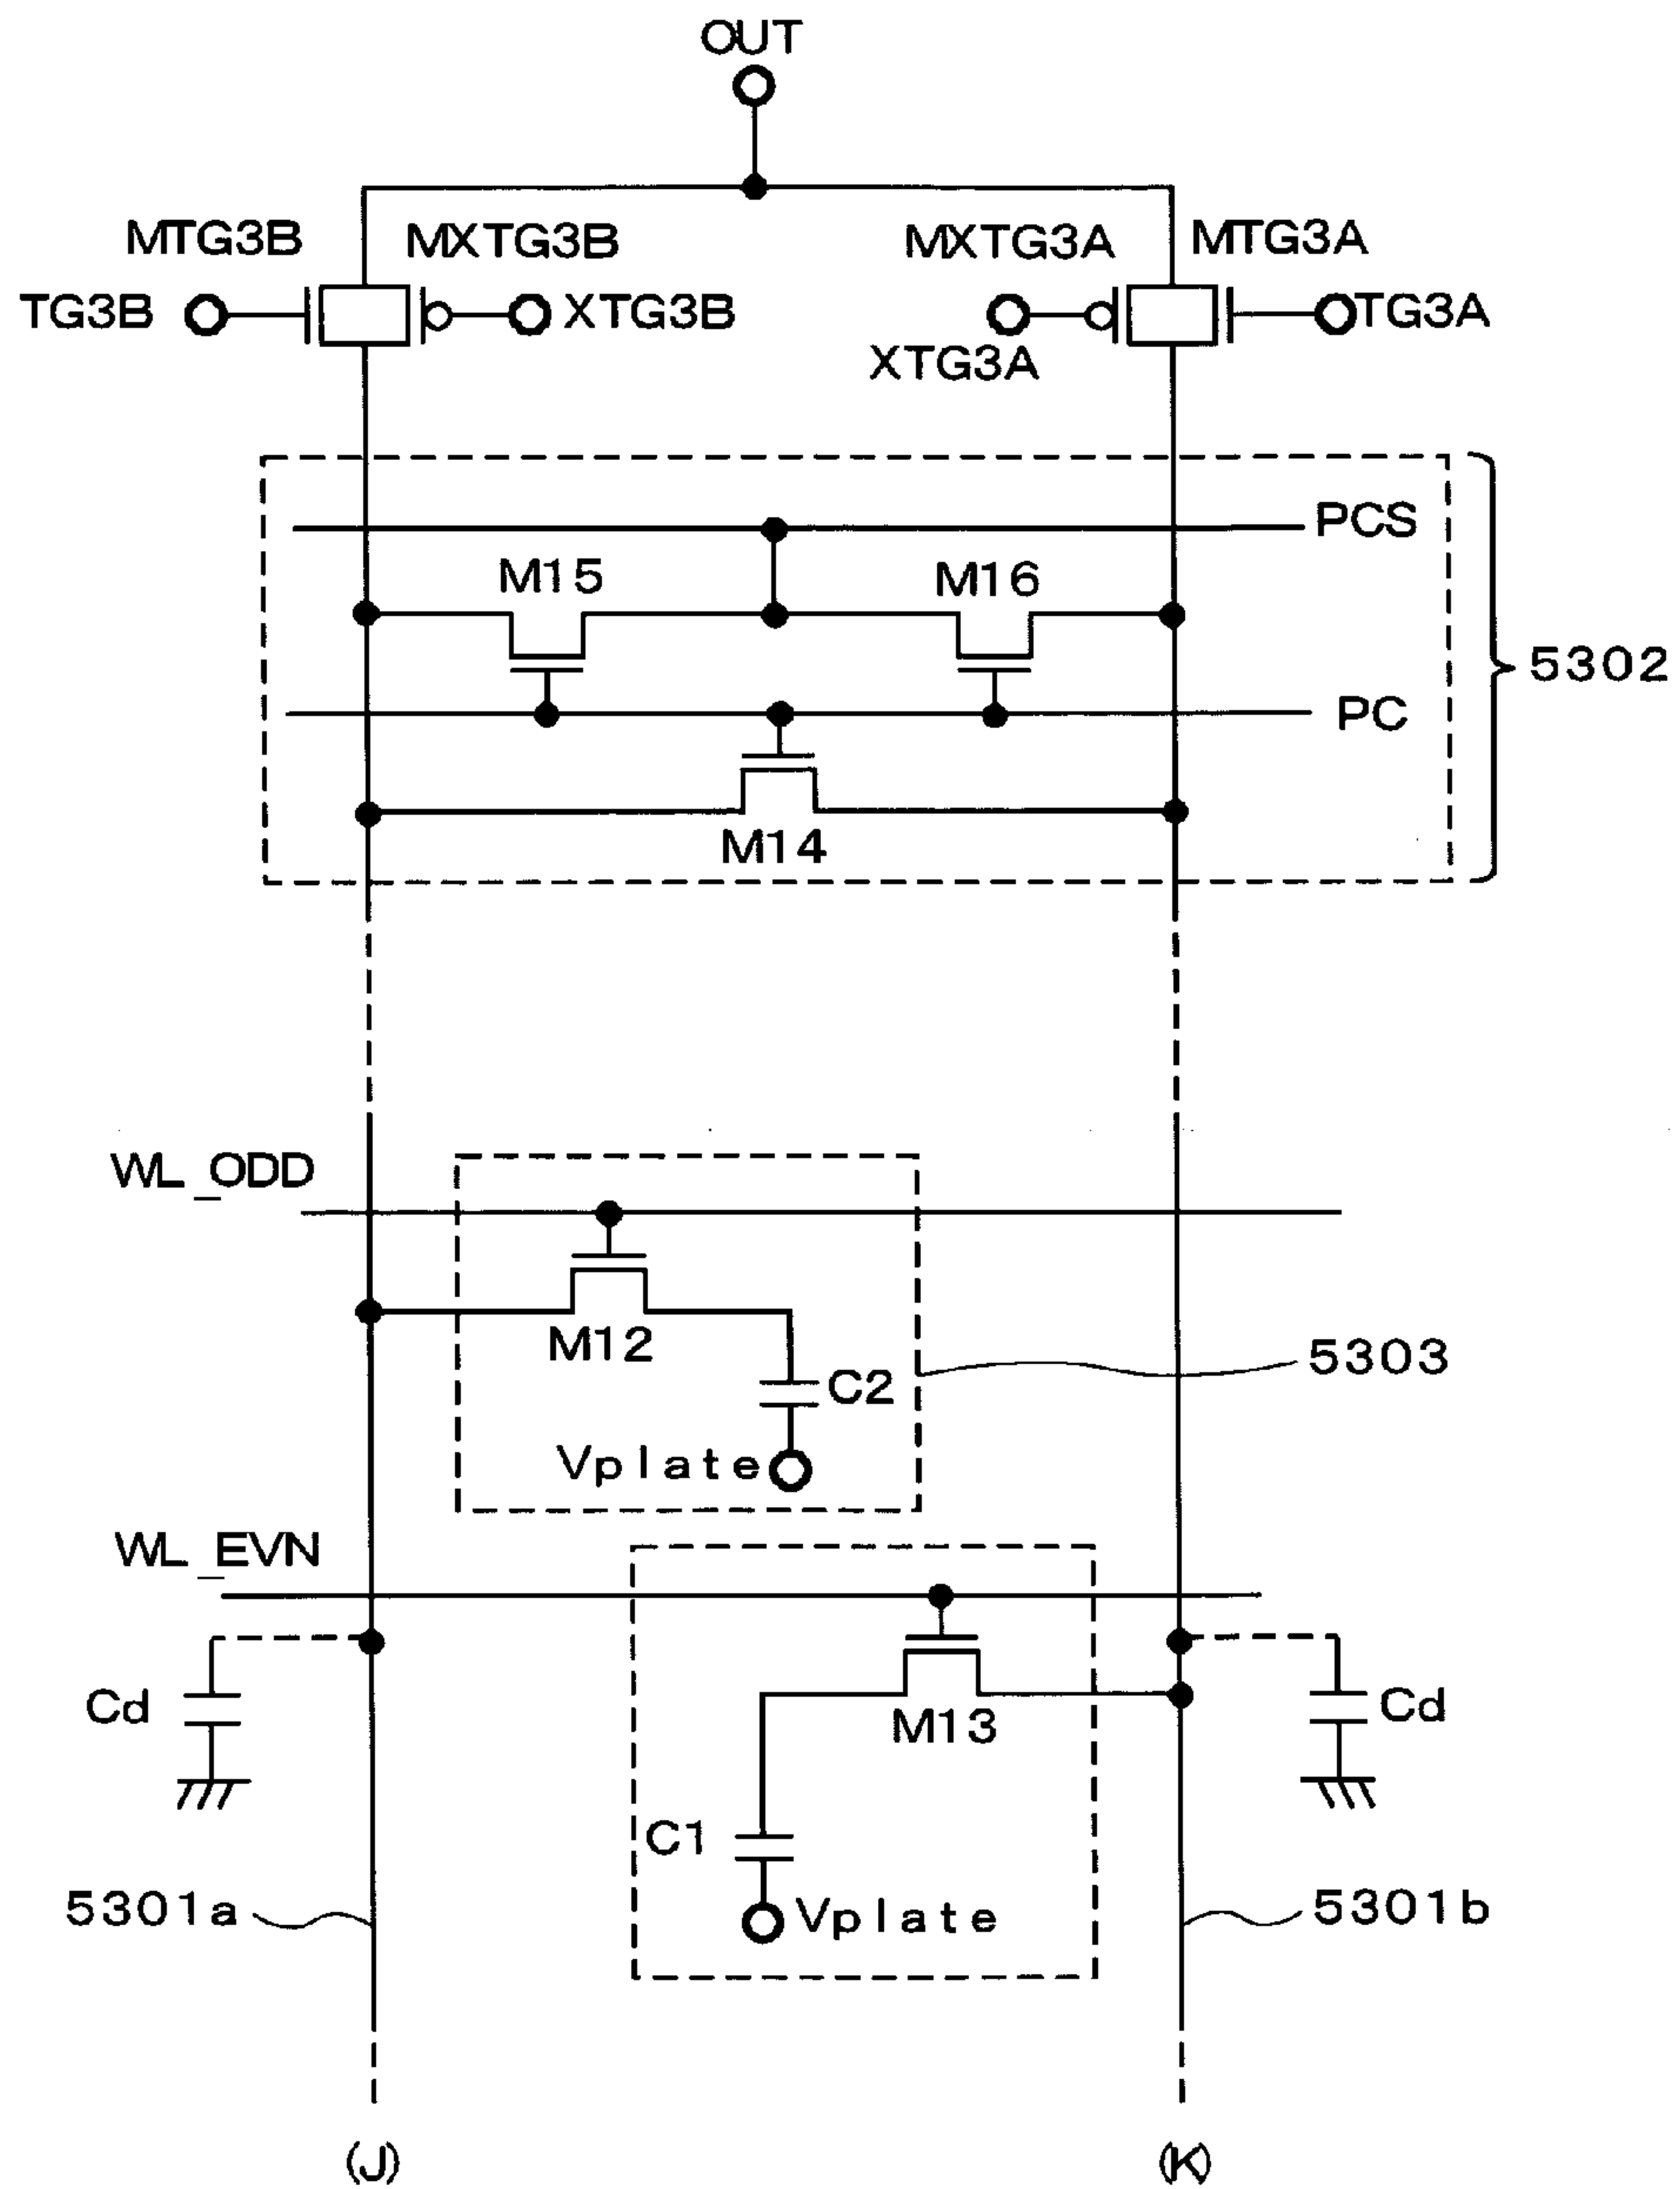 OUT
MTG3B MXTG3B MXTG3A MTG3A
TG3B XTG3B XTG3A TG3A
PCS
M15 M16
5302
PC
M14
WL_ODD
M12
5303
C2
Vplate
WL_EVN
Cd M13 Cd
C1
5301a Vplate 5301b
(J) (K)